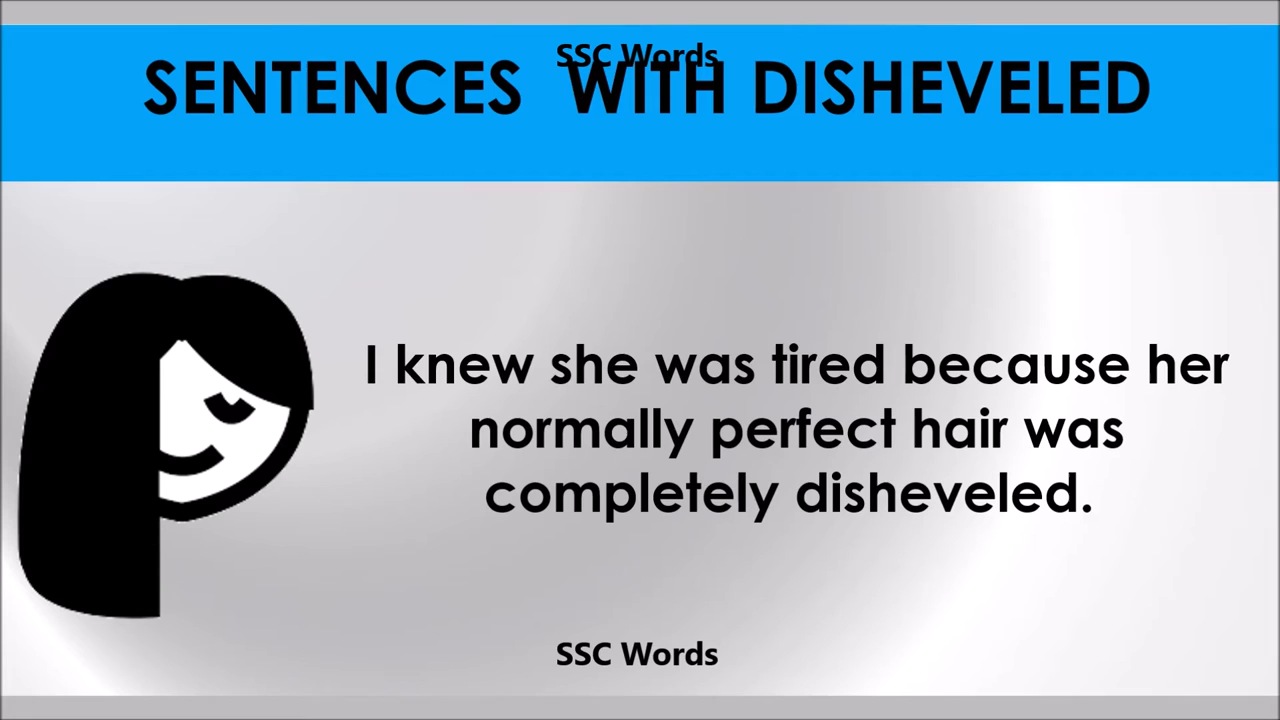 SSC Words
SENTENCES WITH DISHEVELED
I knew she was tired because her
normally perfect hair was
completely disheveled.
SSC Words